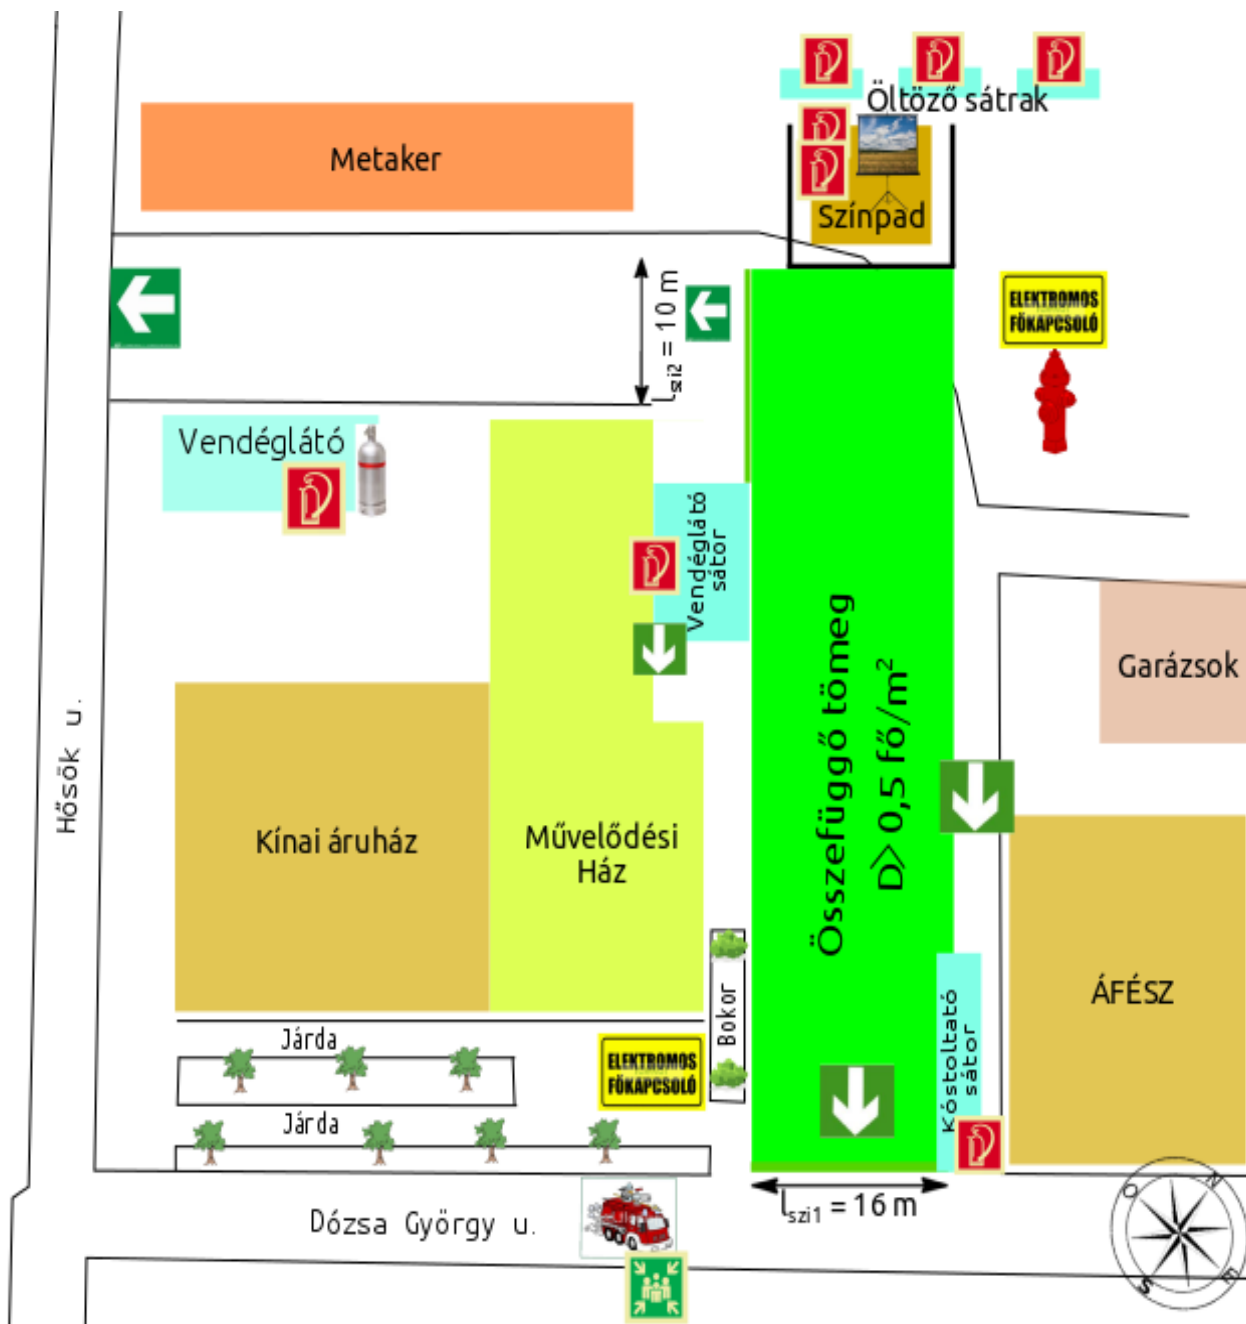 Öltöző sátrak
Metaker
Színpad
ELEKTROMOS
FŐKAPCSOLÓ
l_szi2 = 10 m
Vendéglátó
Vendéglátó
sátor
Összefüggő tömeg
D> 0,5 fő/m²
Garázsok
Hősök u.
Kínai áruház
Művelődési
Ház
ÁFÉSZ
Bokor
Kóstoltató
sátor
Járda
ELEKTROMOS
FŐKAPCSOLÓ
Járda
l_szi1 = 16 m
Dózsa György u.
O
N
S
E